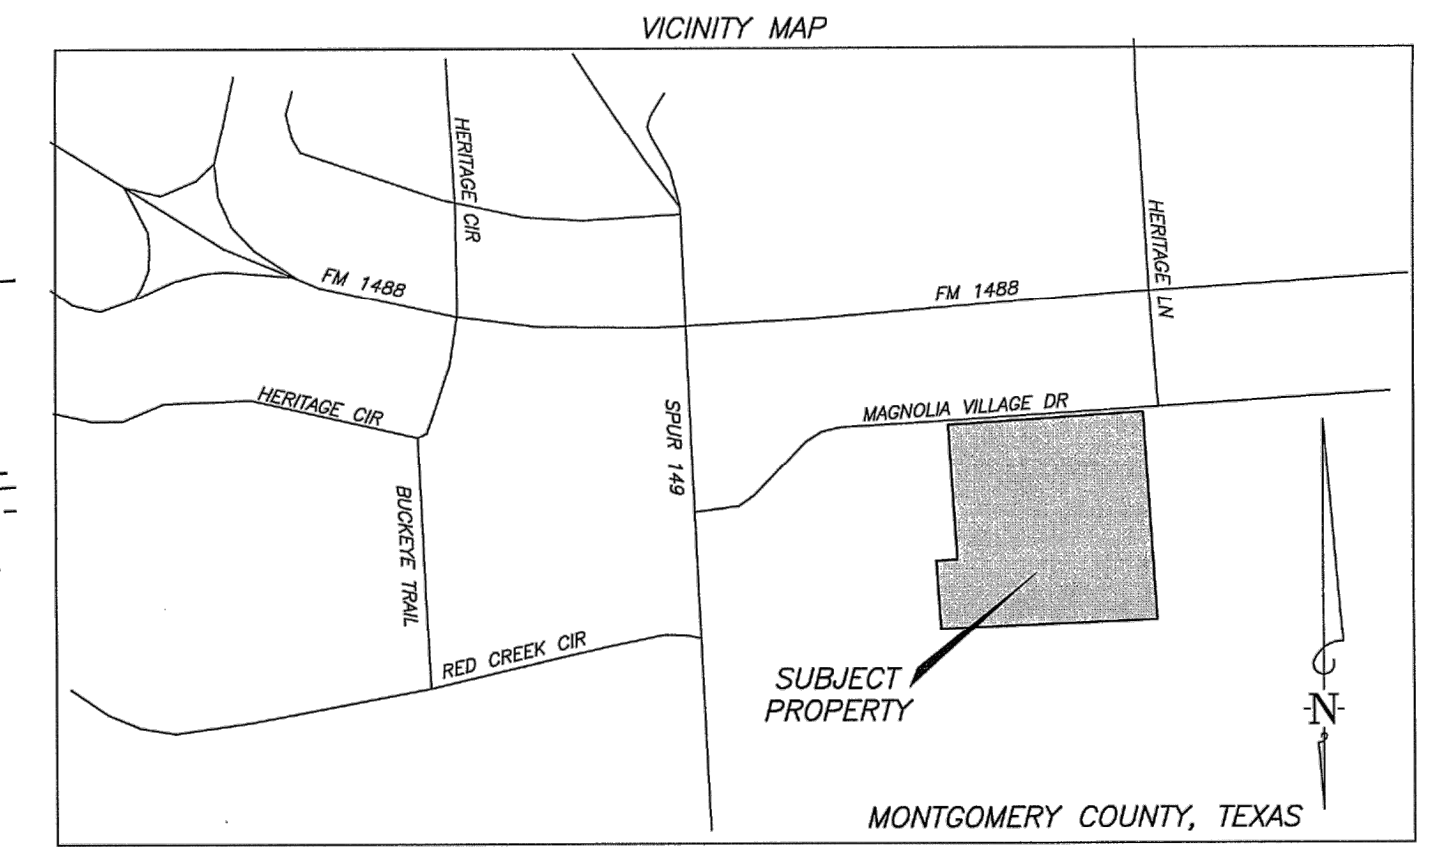 VICINITY MAP
HERITAGE CIR
HERITAGE LN
FM 1488
FM 1488
HERITAGE CIR
MAGNOLIA VILLAGE DR
SPUR 149
BUCKEYE TRAIL
RED CREEK CIR
SUBJECT
PROPERTY
N
MONTGOMERY COUNTY, TEXAS